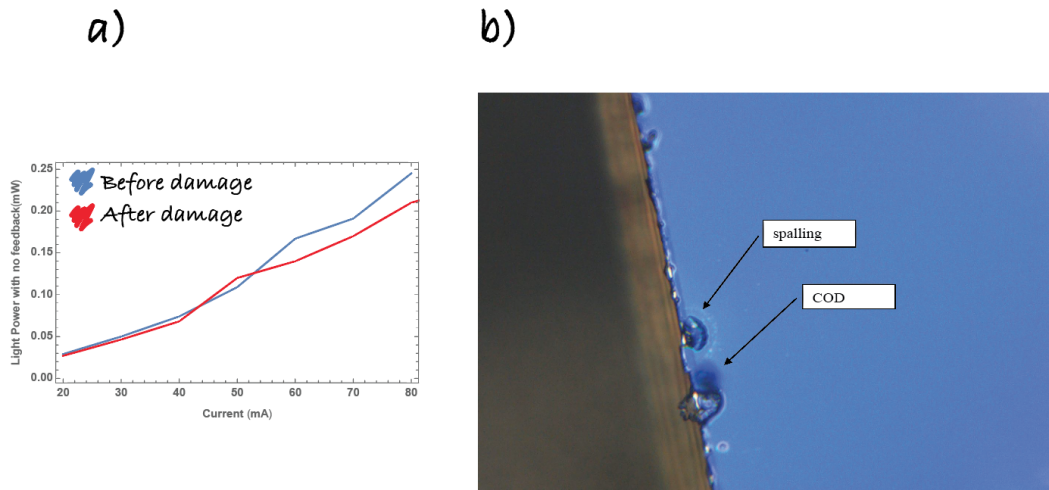 a)
b)
0.25
0.20
0.15
0.10
0.05
0.00
Light Power with no feedback(mW)
Before damage
After damage
20 30 40 50 60 70 80
Current (mA)
spalling
COD